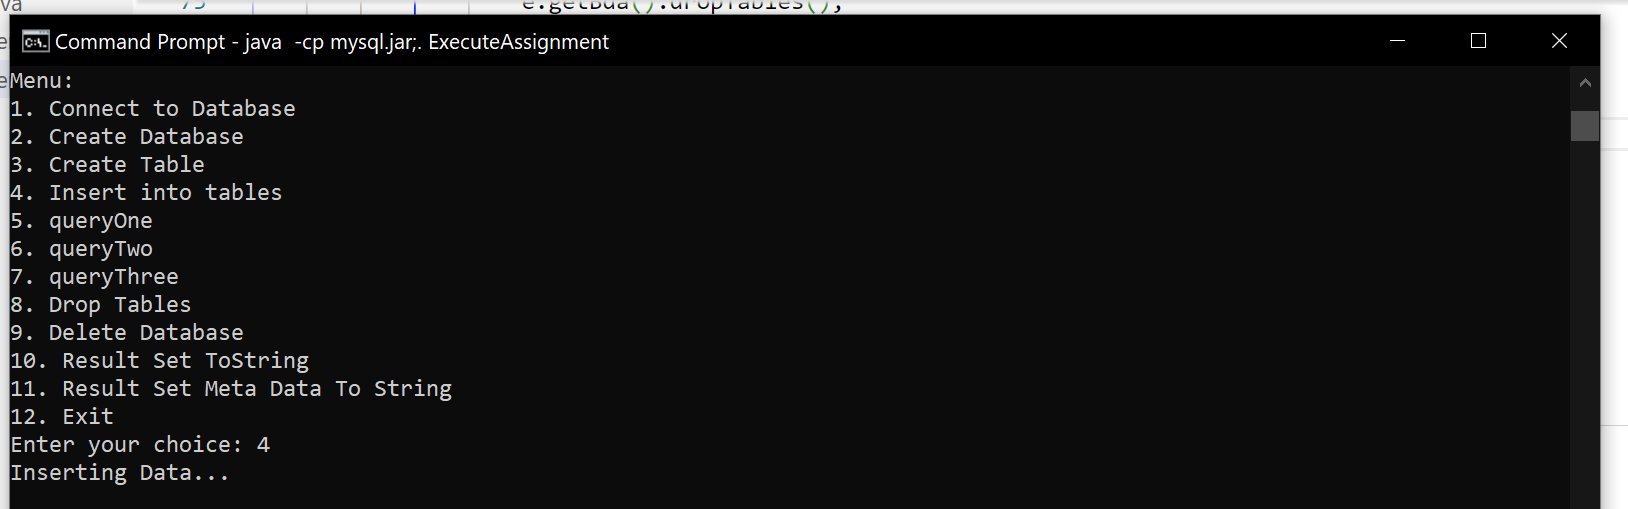 va
75 e.getBda().dropTables();
Command Prompt - java -cp mysql.jar;. ExecuteAssignment
Menu:
1. Connect to Database
2. Create Database
3. Create Table
4. Insert into tables
5. queryOne
6. queryTwo
7. queryThree
8. Drop Tables
9. Delete Database
10. Result Set ToString
11. Result Set Meta Data To String
12. Exit
Enter your choice: 4
Inserting Data...